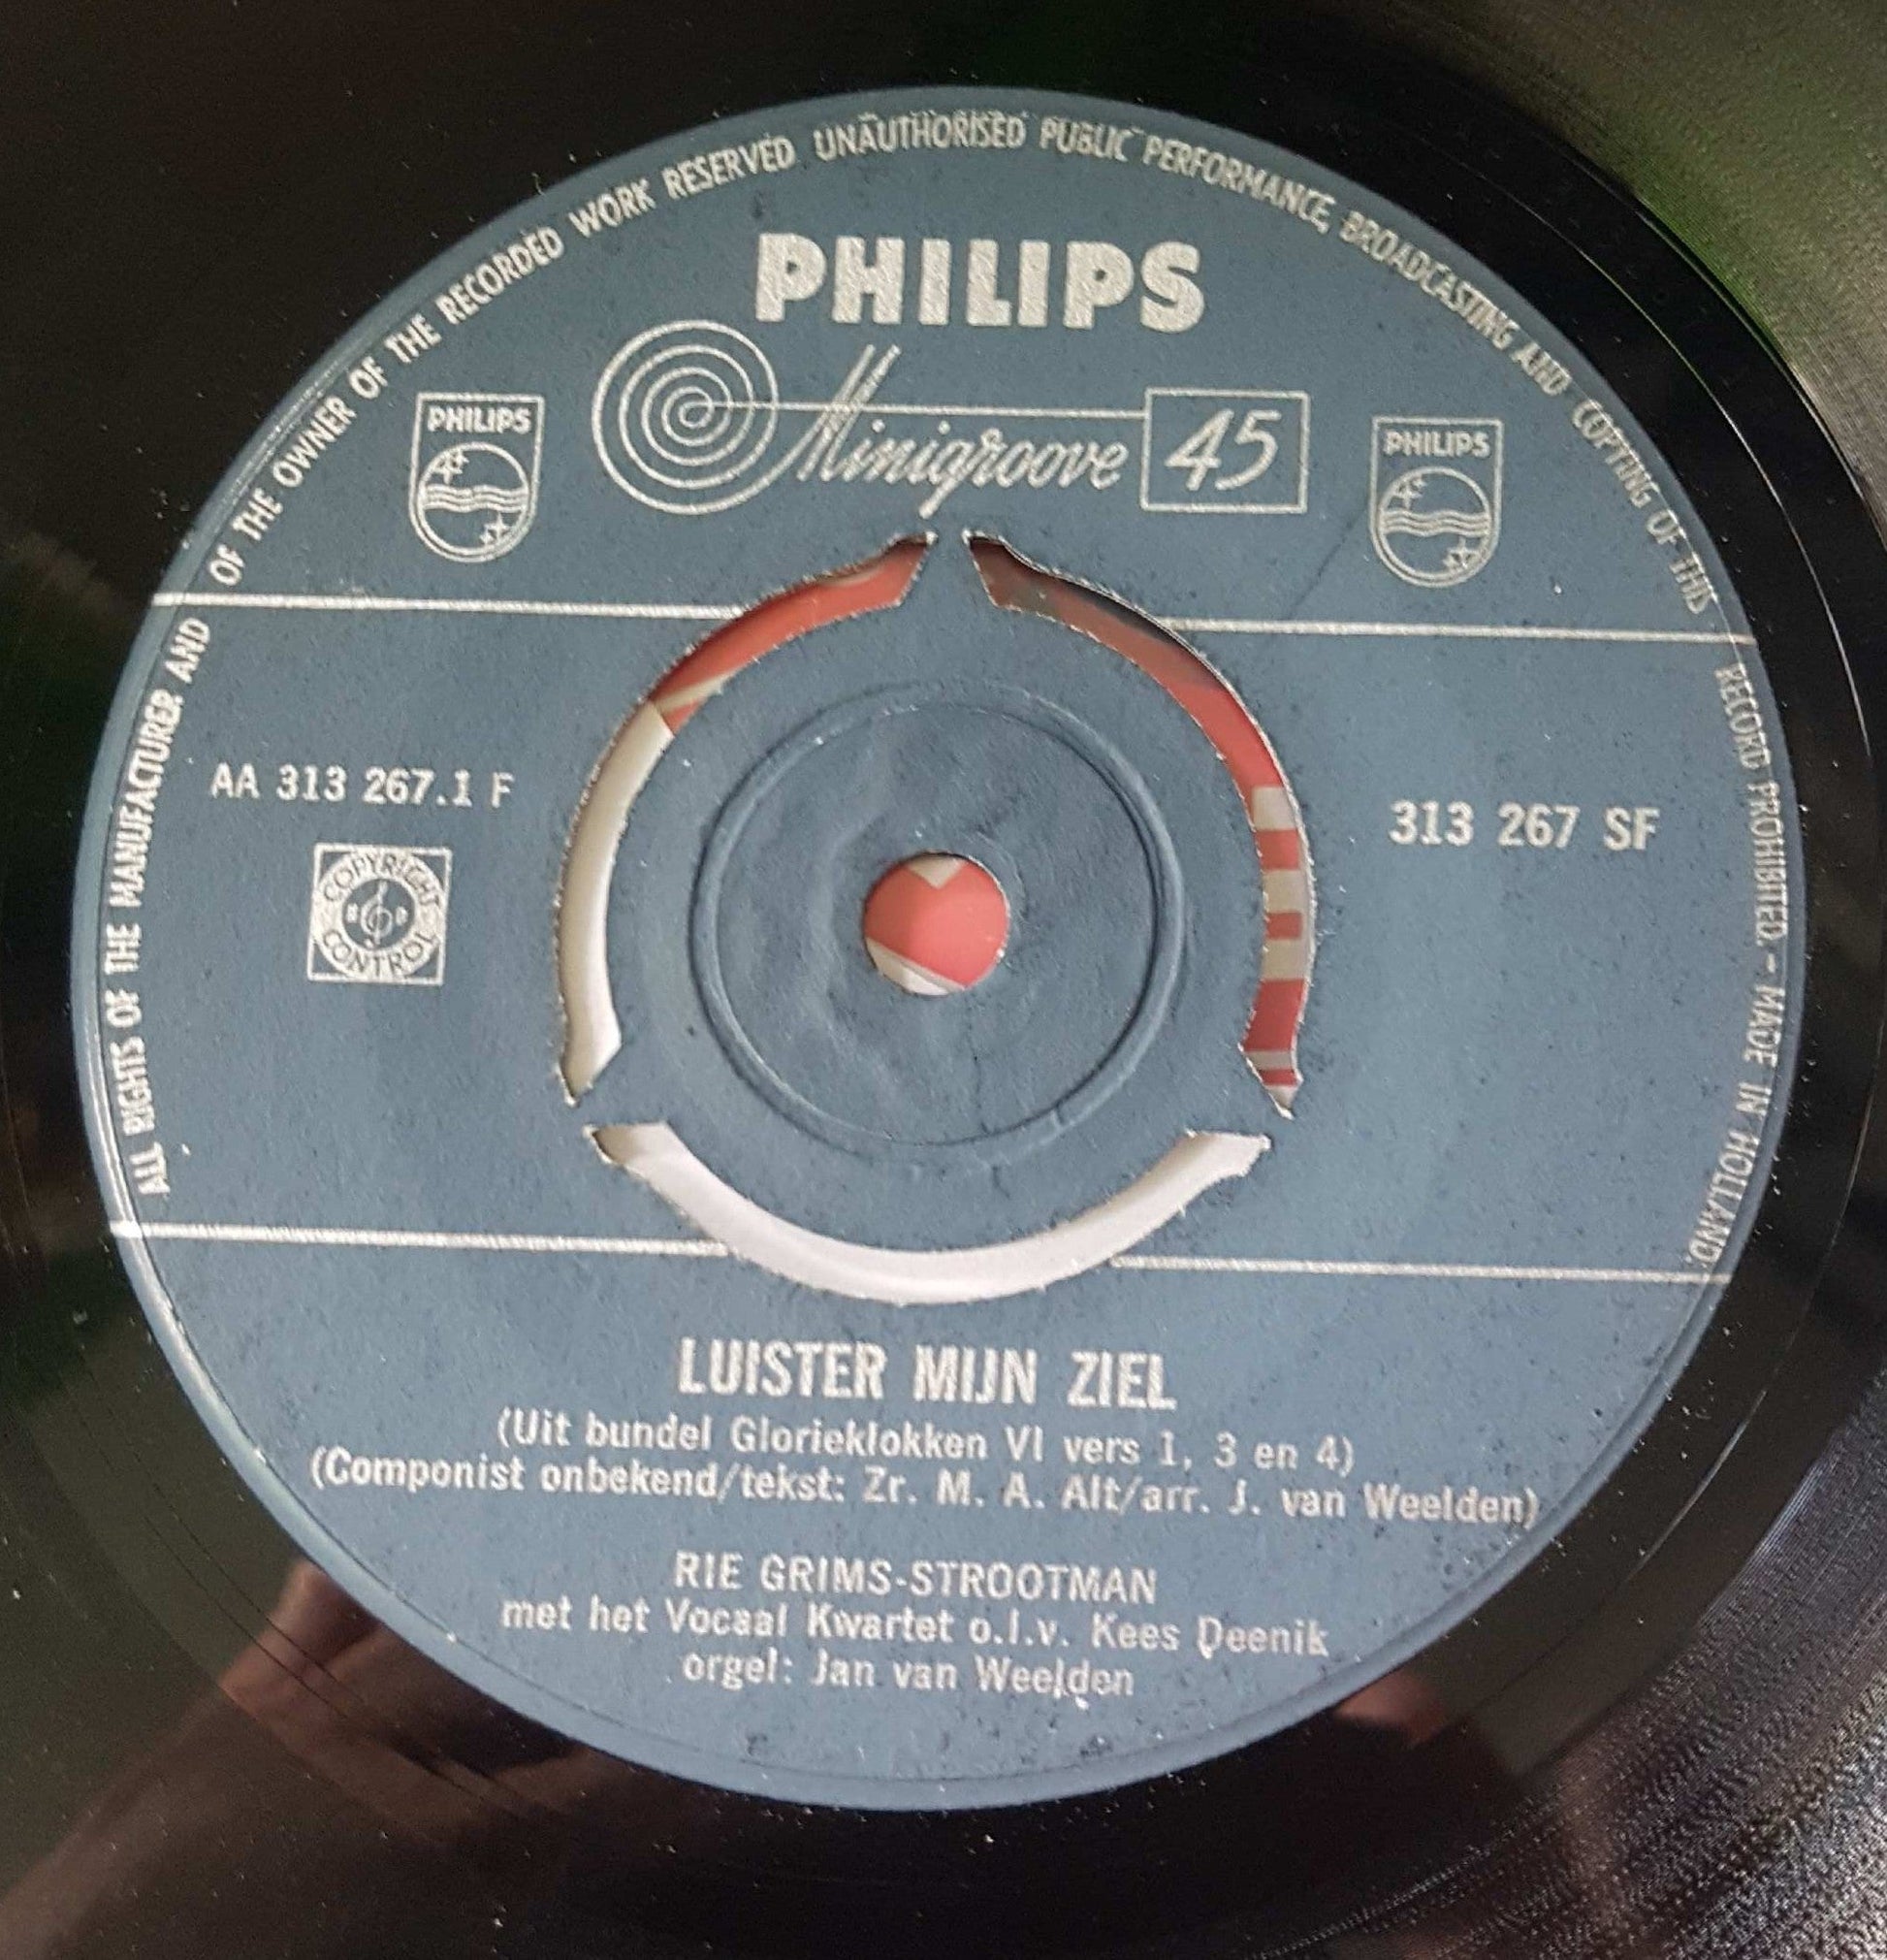 ALL RIGHTS OF THE MANUFACTURER AND OF THE OWNER OF THE RECORDED WORK RESERVED UNAUTHORISED PUBLIC PERFORMANCE, BROADCASTING AND COPYING OF THIS RECORD PROHIBITED. - MADE IN HOLLAND.
PHILIPS
Minigroove 45
PHILIPS
PHILIPS
AA 313 267.1 F
313 267 SF
COPYRIGHT
CONTROL
LUISTER MIJN ZIEL
(Uit bundel Glorieklokken VI vers 1, 3 en 4)
(Componist onbekend/tekst: Zr. M. A. Alt/arr. J. van Weelden)
RIE GRIMS-STROOTMAN
met het Vocaal Kwartet o.l.v. Kees Deenik
orgel: Jan van Weelden